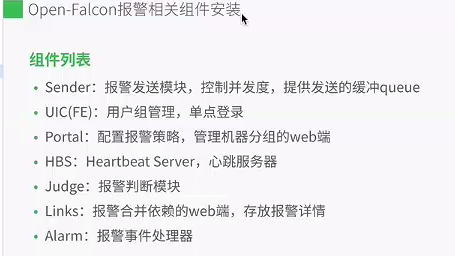 Open-Falcon报警相关组件安装
组件列表
• Sender：报警发送模块，控制并发度，提供发送的缓冲queue
• UIC(FE)：用户组管理，单点登录
• Portal：配置报警策略，管理机器分组的web端
• HBS：Heartbeat Server，心跳服务器
• Judge：报警判断模块
• Links：报警合并依赖的web端，存放报警详情
• Alarm：报警事件处理器